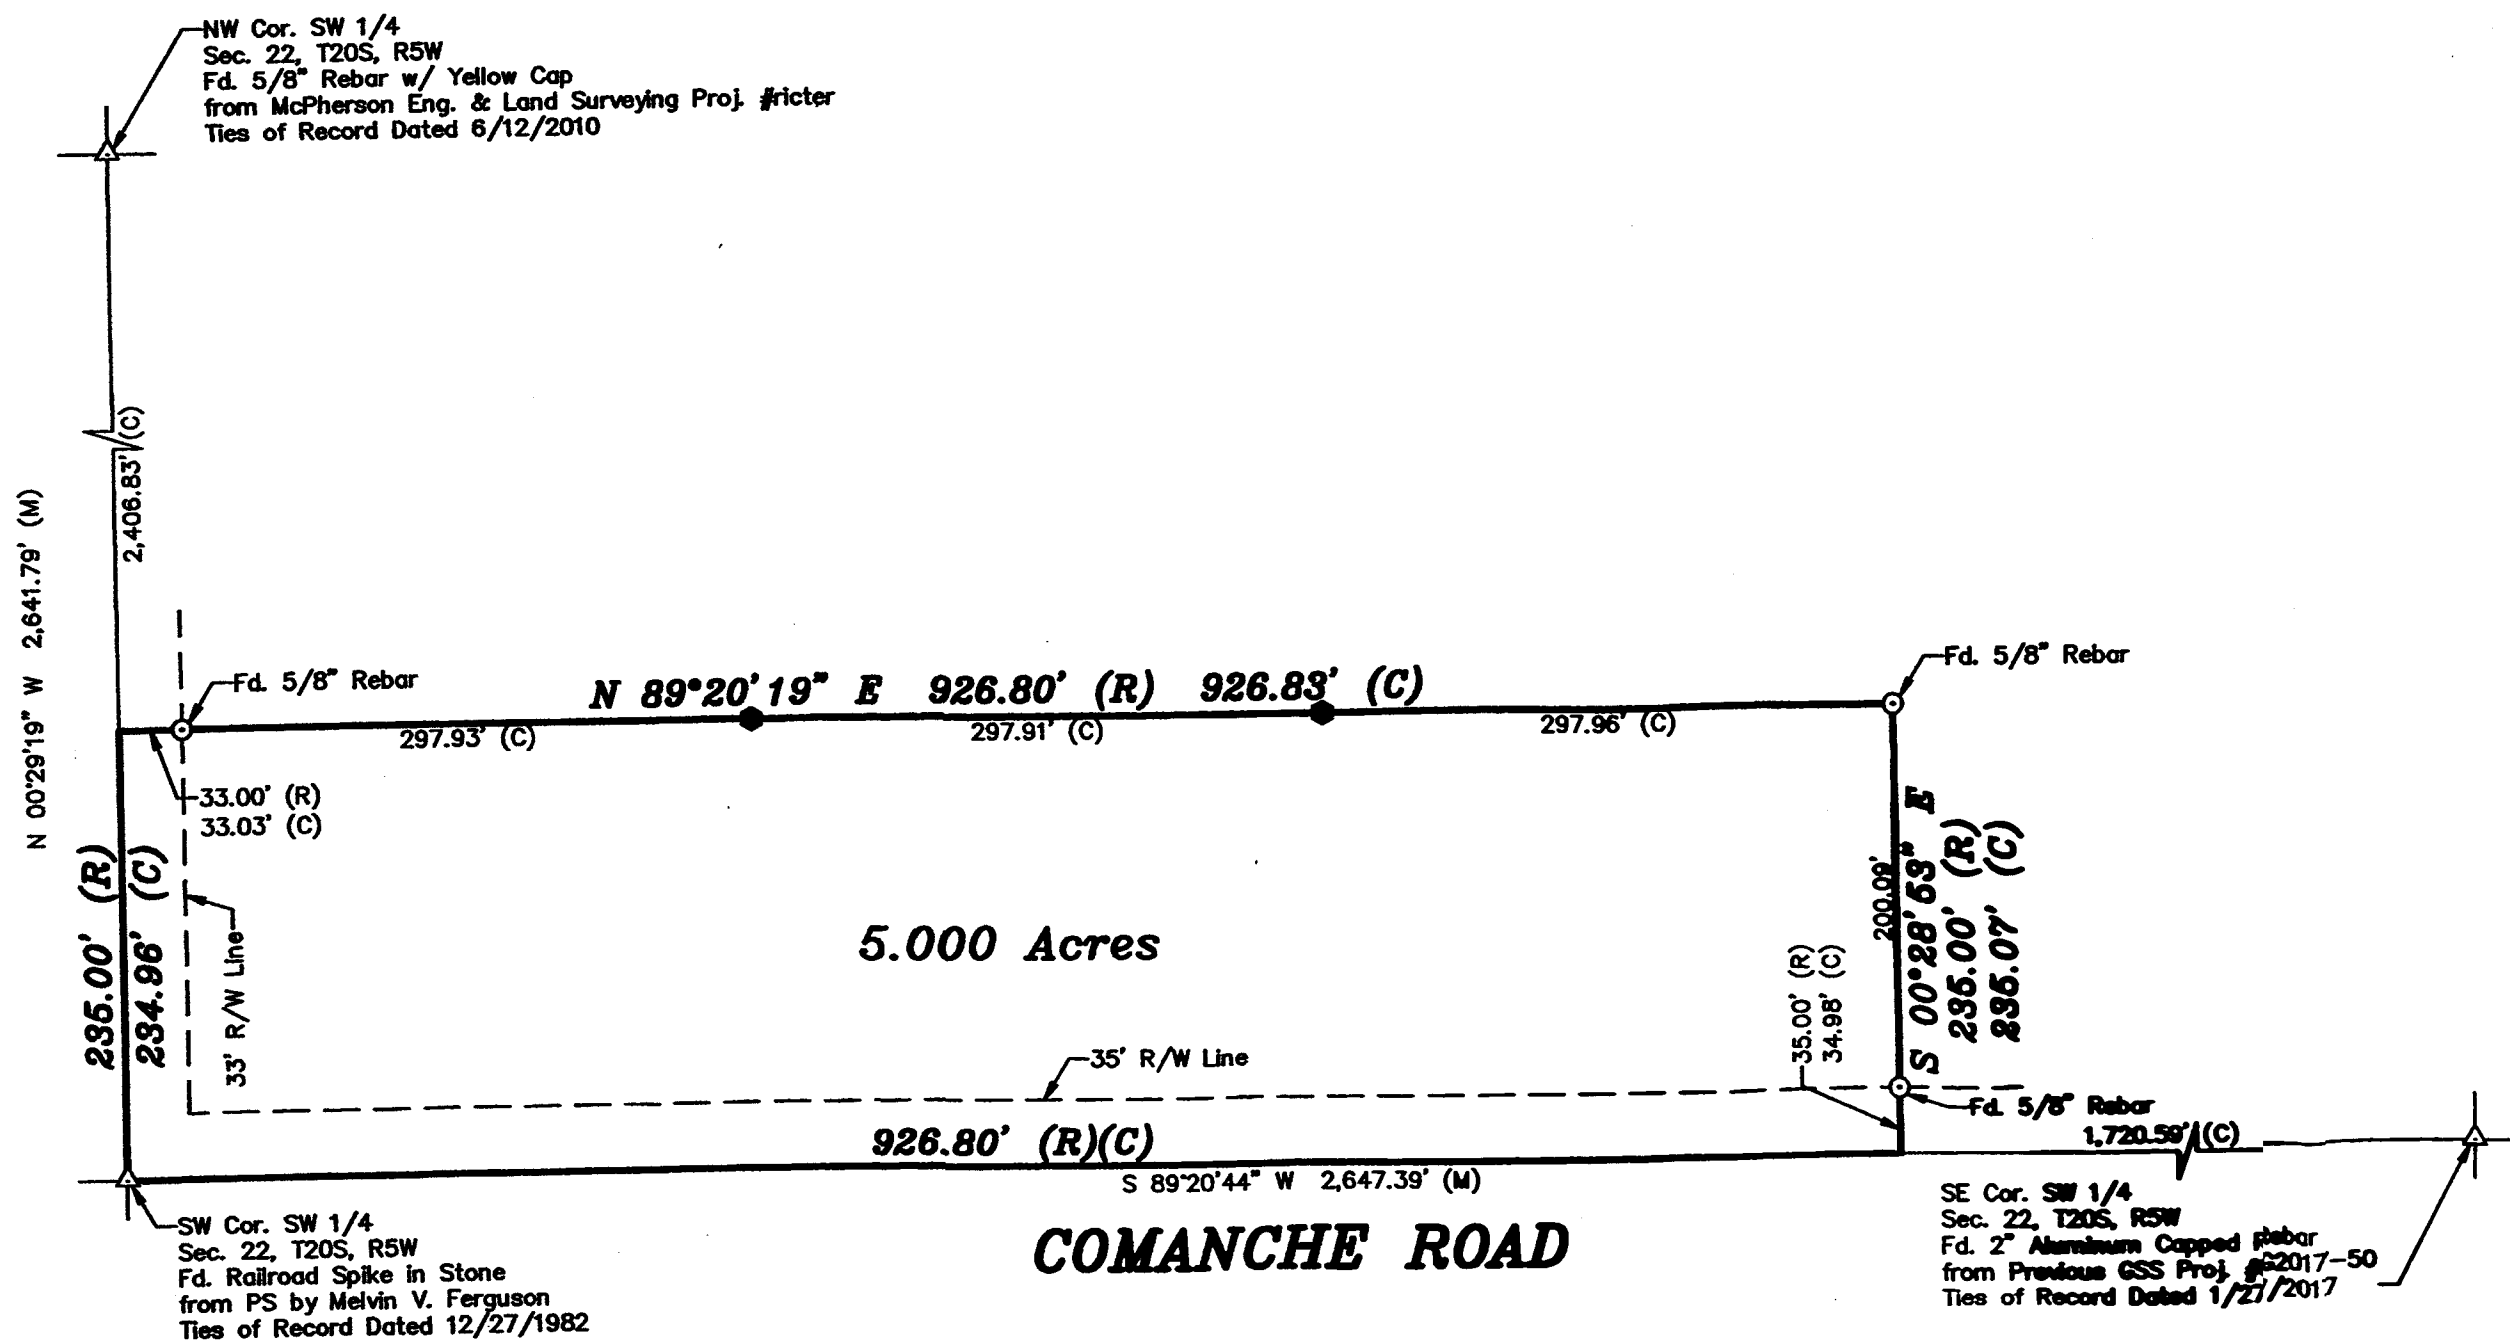 NW Cor. SW 1/4
Sec. 22, T20S, R5W
Fd. 5/8" Rebar w/ Yellow Cap
from McPherson Eng. & Land Surveying Proj. #ricter
Ties of Record Dated 6/12/2010
2,406.83' (C)
N 00°29'19" W 2,641.79' (M)
Fd. 5/8" Rebar
N 89°20'19" E 926.80' (R) 926.83' (C)
Fd. 5/8" Rebar
297.93' (C)
297.91' (C)
297.96' (C)
33.00' (R)
33.03' (C)
235.00' (R)
234.96' (C)
33' R/W Line
5.000 Acres
200.09'
S 00°28'53" E
235.00' (R)
235.07' (C)
35.00' (R)
34.98' (C)
35' R/W Line
Fd. 5/8" Rebar
926.80' (R)(C)
1,720.59' (C)
S 89°20'44" W 2,647.39' (M)
COMANCHE ROAD
SW Cor. SW 1/4
Sec. 22, T20S, R5W
Fd. Railroad Spike in Stone
from PS by Melvin V. Ferguson
Ties of Record Dated 12/27/1982
SE Cor. SW 1/4
Sec. 22, T20S, R5W
Fd. 2" Aluminum Capped Rebar
from Previous GSS Proj. #G2017-50
Ties of Record Dated 1/27/2017